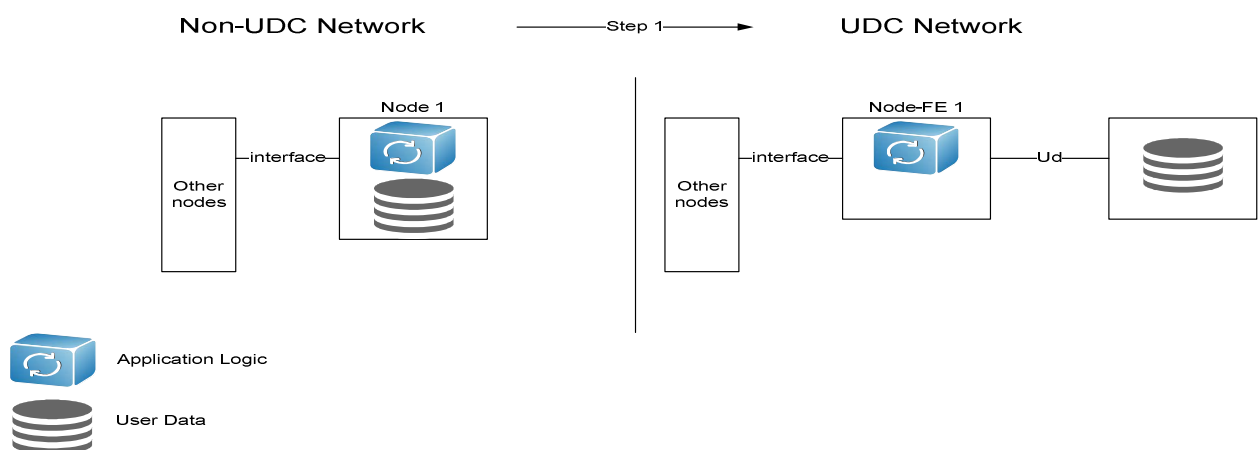 Non-UDC Network
Step 1
UDC Network
Node 1
Node-FE 1
interface
interface
Ud
Other
nodes
Other
nodes
Application Logic
User Data